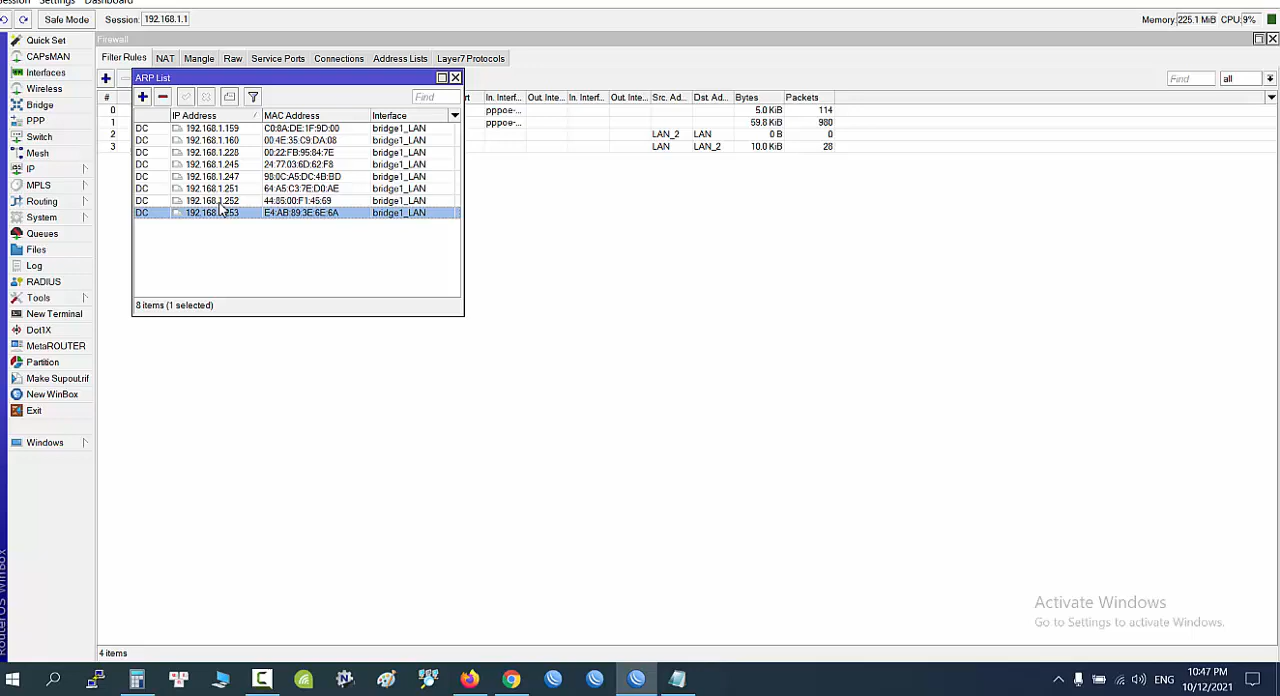 Session Settings Dashboard
Safe Mode Session: 192.168.1.1 Memory: 225.1 MiB CPU: 9%
Quick Set
CAPsMAN
Interfaces
Wireless
Bridge
PPP
Switch
Mesh
IP
MPLS
Routing
System
Queues
Files
Log
RADIUS
Tools
New Terminal
Dot1X
MetaROUTER
Partition
Make Supout.rif
New WinBox
Exit
Windows
RouterOS WinBox
Firewall
Filter Rules NAT Mangle Raw Service Ports Connections Address Lists Layer7 Protocols
Find all
# In. Interf... Out. Inte... In. Interf... Out. Inte... Src. Ad... Dst. Ad... Bytes Packets
0 pppoe-... 5.0 KiB 114
1 pppoe-... 59.8 KiB 980
2 LAN_2 LAN 0 B 0
3 LAN LAN_2 10.0 KiB 28
ARP List
Find
IP Address MAC Address Interface
DC 192.168.1.159 C0:8A:DE:1F:9D:00 bridge1_LAN
DC 192.168.1.160 00:4E:35:C9:DA:08 bridge1_LAN
DC 192.168.1.228 00:22:FB:95:84:7E bridge1_LAN
DC 192.168.1.245 24:77:03:6D:62:F8 bridge1_LAN
DC 192.168.1.247 98:0C:A5:DC:4B:BD bridge1_LAN
DC 192.168.1.251 64:A5:C3:7E:D0:AE bridge1_LAN
DC 192.168.1.252 44:85:00:F1:45:69 bridge1_LAN
DC 192.168.1.253 E4:AB:89:3E:6E:6A bridge1_LAN
8 items (1 selected)
Activate Windows
Go to Settings to activate Windows.
4 items
ENG
10:47 PM
10/12/2021